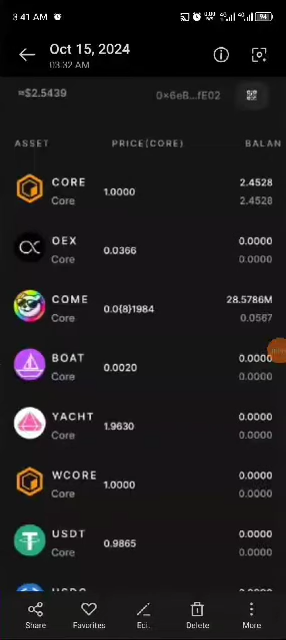 3:41 AM
Oct 15, 2024
03:32 AM
≈$2.5439 0×6eB...fE02
ASSET PRICE(CORE) BALAN
CORE 2.4528
Core 1.0000 2.4528
OEX 0.0000
Core 0.0366 0.0000
COME 28.5786M
Core 0.0{8}1984 0.0567
BOAT 0.0000
Core 0.0020 0.0000
YACHT 0.0000
Core 1.9630 0.0000
WCORE 0.0000
Core 1.0000 0.0000
USDT 0.0000
Core 0.9865 0.0000
Share Favorites Delete More